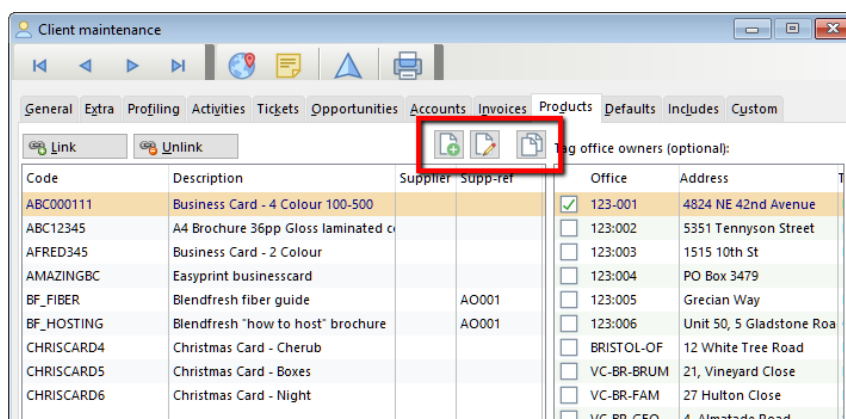 Client maintenance
General Extra Profiling Activities Tickets Opportunities Accounts Invoices Products Defaults Includes Custom
Link Unlink Tag office owners (optional):
Code Description Supplier Supp-ref Office Address T
ABC000111 Business Card - 4 Colour 100-500 123-001 4824 NE 42nd Avenue
ABC12345 A4 Brochure 36pp Gloss laminated c 123:002 5351 Tennyson Street
AFRED345 Business Card - 2 Colour 123:003 1515 10th St
AMAZINGBC Easyprint businesscard 123:004 PO Box 3479
BF_FIBER Blendfresh fiber guide AO001 123:005 Grecian Way
BF_HOSTING Blendfresh "how to host" brochure AO001 123:006 Unit 50, 5 Gladstone Roa
CHRISCARD4 Christmas Card - Cherub BRISTOL-OF 12 White Tree Road
CHRISCARD5 Christmas Card - Boxes VC-BR-BRUM 21, Vineyard Close
CHRISCARD6 Christmas Card - Night VC-BR-FAM 27 Hulton Close